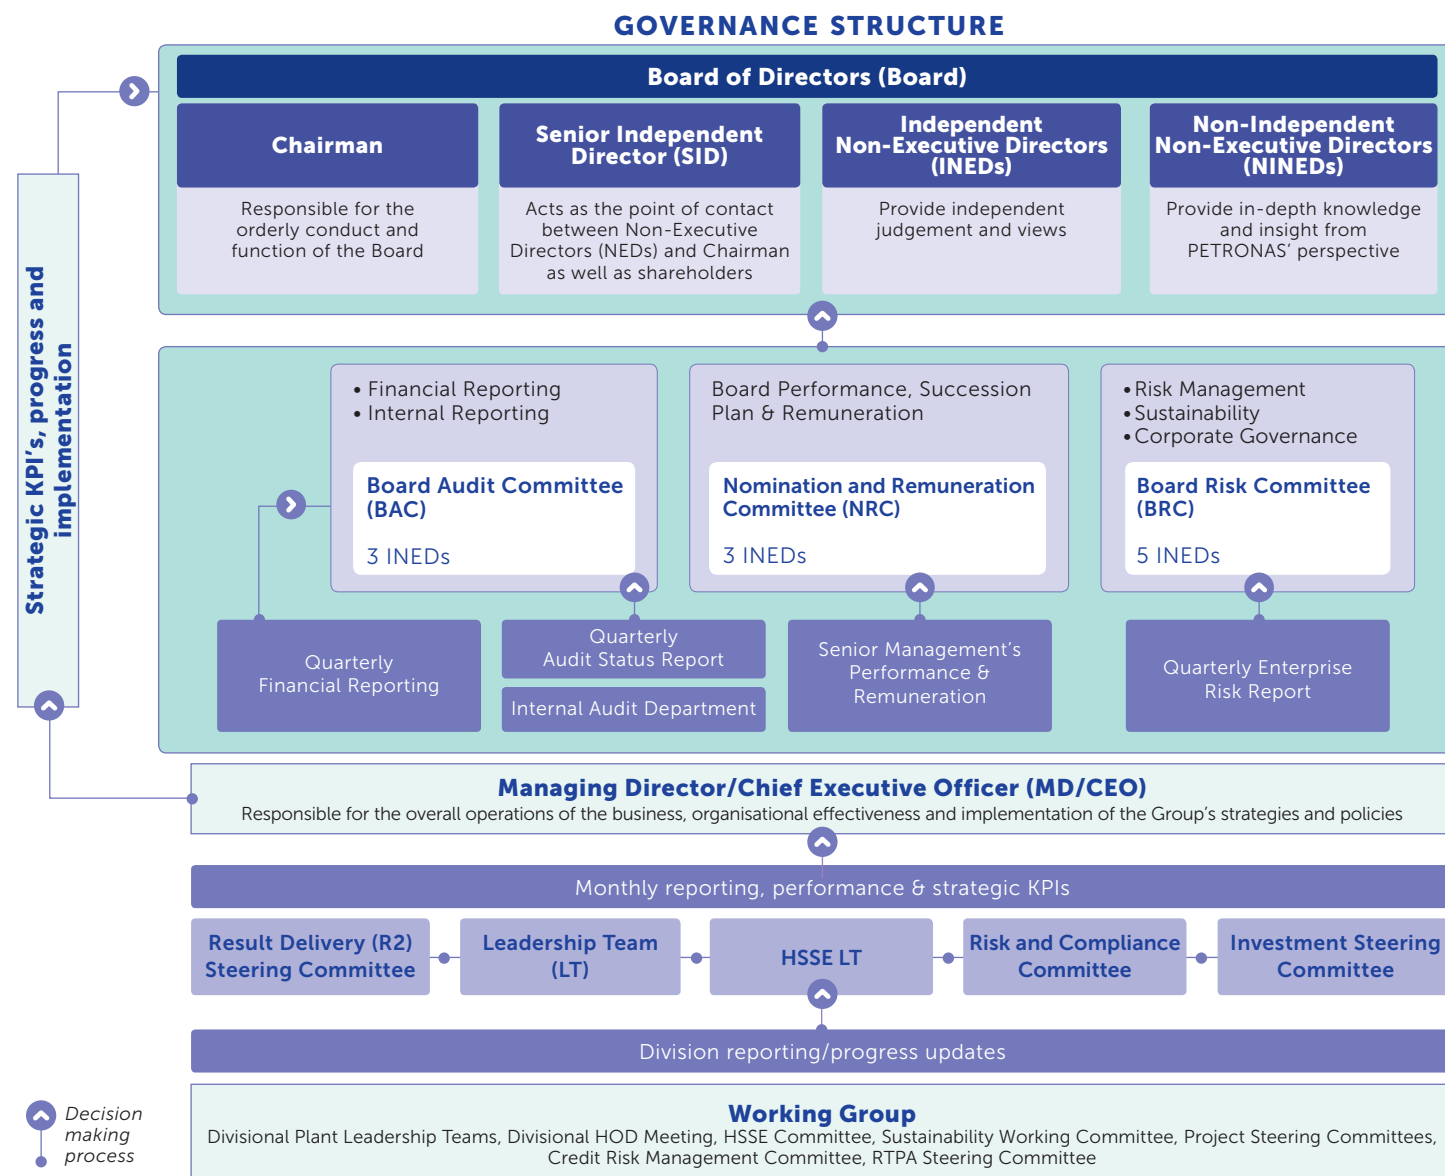 GOVERNANCE STRUCTURE
Board of Directors (Board)
Chairman
Responsible for the
orderly conduct and
function of the Board
Senior Independent
Director (SID)
Acts as the point of contact
between Non-Executive
Directors (NEDs) and Chairman
as well as shareholders
Independent
Non-Executive Directors
(INEDs)
Provide independent
judgement and views
Non-Independent
Non-Executive Directors
(NINEDs)
Provide in-depth knowledge
and insight from
PETRONAS' perspective
Strategic KPI's, progress and
implementation
• Financial Reporting
• Internal Reporting
Board Audit Committee
(BAC)
3 INEDs
Board Performance, Succession
Plan & Remuneration
Nomination and Remuneration
Committee (NRC)
3 INEDs
• Risk Management
• Sustainability
• Corporate Governance
Board Risk Committee
(BRC)
5 INEDs
Quarterly
Financial Reporting
Quarterly
Audit Status Report
Internal Audit Department
Senior Management's
Performance &
Remuneration
Quarterly Enterprise
Risk Report
Managing Director/Chief Executive Officer (MD/CEO)
Responsible for the overall operations of the business, organisational effectiveness and implementation of the Group's strategies and policies
Monthly reporting, performance & strategic KPIs
Result Delivery (R2)
Steering Committee
Leadership Team
(LT)
HSSE LT
Risk and Compliance
Committee
Investment Steering
Committee
Division reporting/progress updates
Working Group
Divisional Plant Leadership Teams, Divisional HOD Meeting, HSSE Committee, Sustainability Working Committee, Project Steering Committees,
Credit Risk Management Committee, RTPA Steering Committee
Decision
making
process